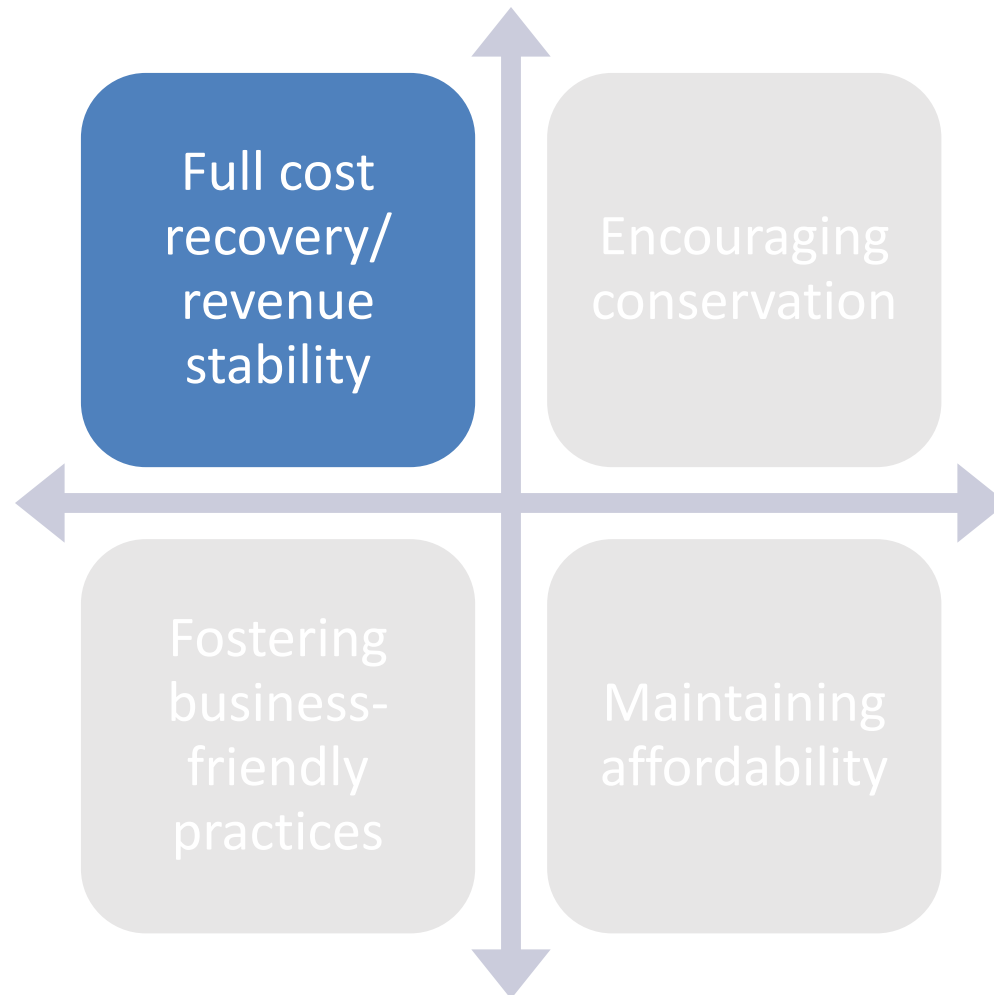 Full cost
recovery/
revenue
stability
Encouraging
conservation
Fostering
business-
friendly
practices
Maintaining
affordability